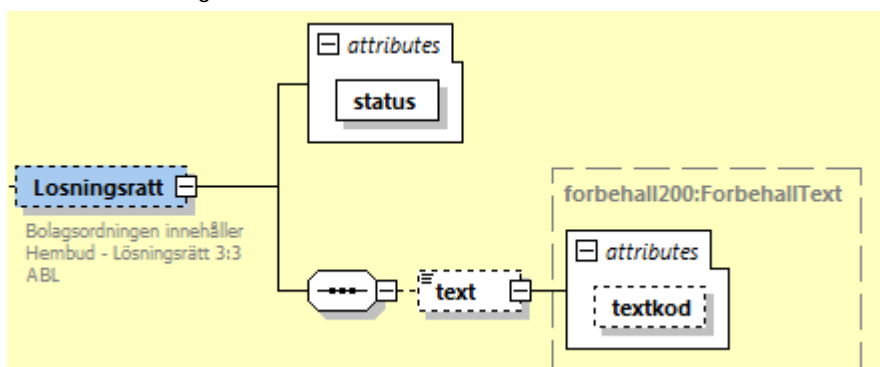 attributes
status
Losningsratt
Bolagsordningen innehåller
Hembud - Lösningsrätt 3:3
ABL
forbehall200:ForbehallText
attributes
text
textkod